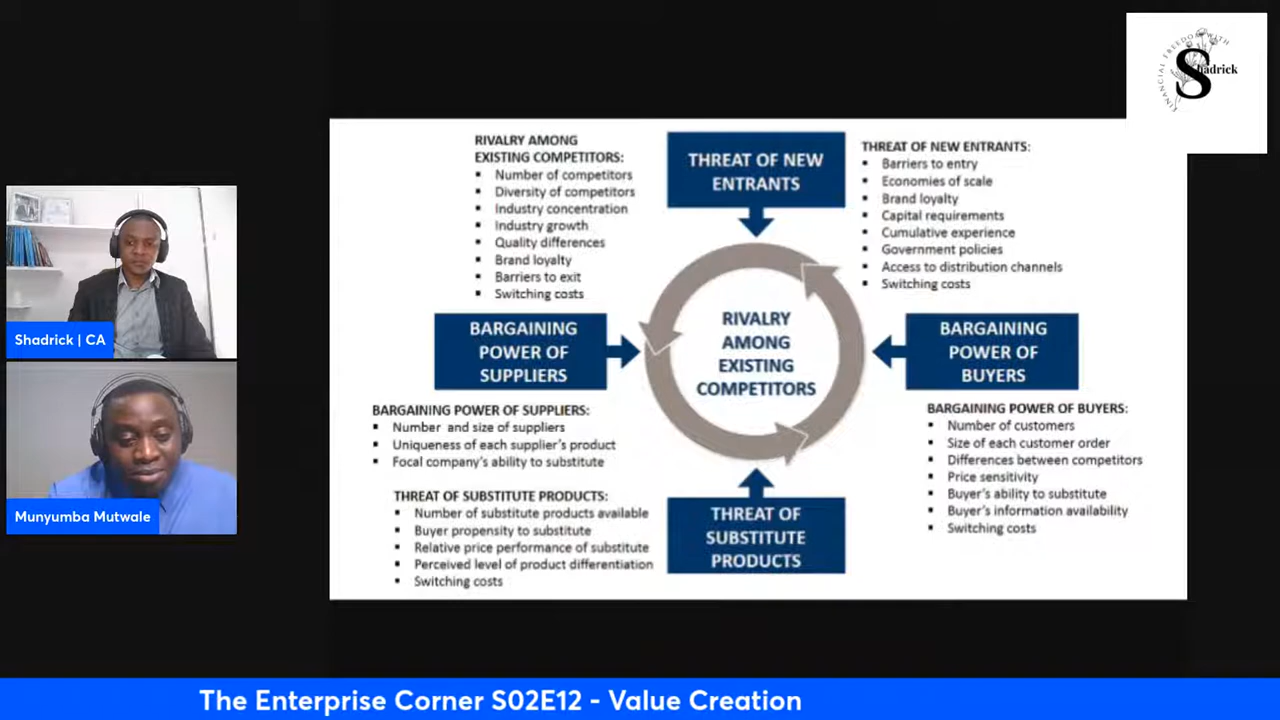 FINANCIAL FREEDOM WITH
Shadrick
RIVALRY AMONG
EXISTING COMPETITORS:
▪ Number of competitors
▪ Diversity of competitors
▪ Industry concentration
▪ Industry growth
▪ Quality differences
▪ Brand loyalty
▪ Barriers to exit
▪ Switching costs
THREAT OF NEW
ENTRANTS
THREAT OF NEW ENTRANTS:
▪ Barriers to entry
▪ Economies of scale
▪ Brand loyalty
▪ Capital requirements
▪ Cumulative experience
▪ Government policies
▪ Access to distribution channels
▪ Switching costs
BARGAINING
POWER OF
SUPPLIERS
RIVALRY
AMONG
EXISTING
COMPETITORS
BARGAINING
POWER OF
BUYERS
BARGAINING POWER OF SUPPLIERS:
▪ Number and size of suppliers
▪ Uniqueness of each supplier's product
▪ Focal company's ability to substitute
BARGAINING POWER OF BUYERS:
▪ Number of customers
▪ Size of each customer order
▪ Differences between competitors
▪ Price sensitivity
▪ Buyer's ability to substitute
▪ Buyer's information availability
▪ Switching costs
THREAT OF SUBSTITUTE PRODUCTS:
▪ Number of substitute products available
▪ Buyer propensity to substitute
▪ Relative price performance of substitute
▪ Perceived level of product differentiation
▪ Switching costs
THREAT OF
SUBSTITUTE
PRODUCTS
Shadrick | CA
Munyumba Mutwale
The Enterprise Corner S02E12 - Value Creation